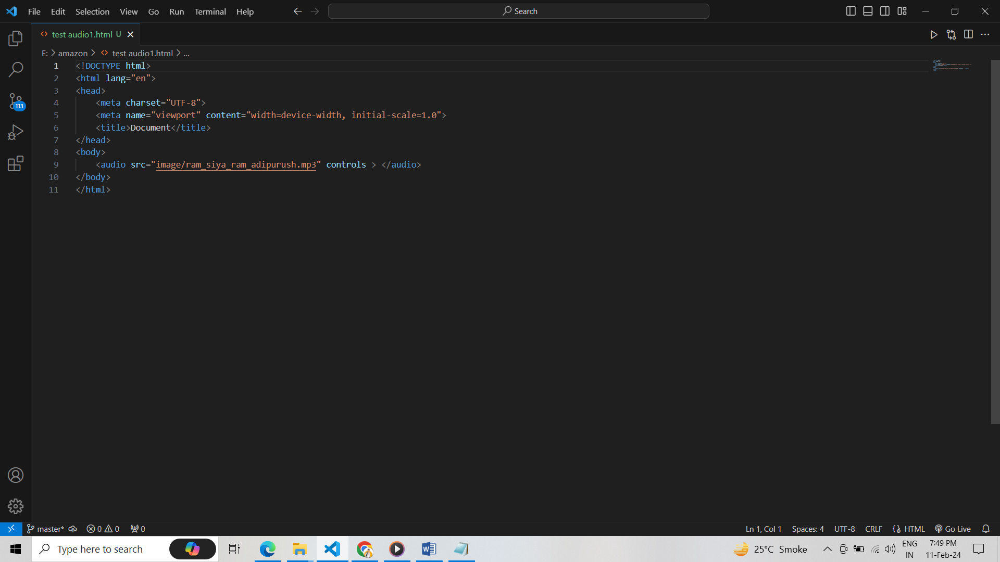 File Edit Selection View Go Run Terminal Help
Search
test audio1.html U
E: > amazon > test audio1.html > ...
1 <!DOCTYPE html>
2 <html lang="en">
3 <head>
4 <meta charset="UTF-8">
5 <meta name="viewport" content="width=device-width, initial-scale=1.0">
6 <title>Document</title>
7 </head>
8 <body>
9 <audio src="image/ram_siya_ram_adipurush.mp3" controls > </audio>
10 </body>
11 </html>
113
master* 0 0 0
Ln 1, Col 1 Spaces: 4 UTF-8 CRLF HTML Go Live
Type here to search
25°C Smoke
ENG
IN
7:49 PM
11-Feb-24